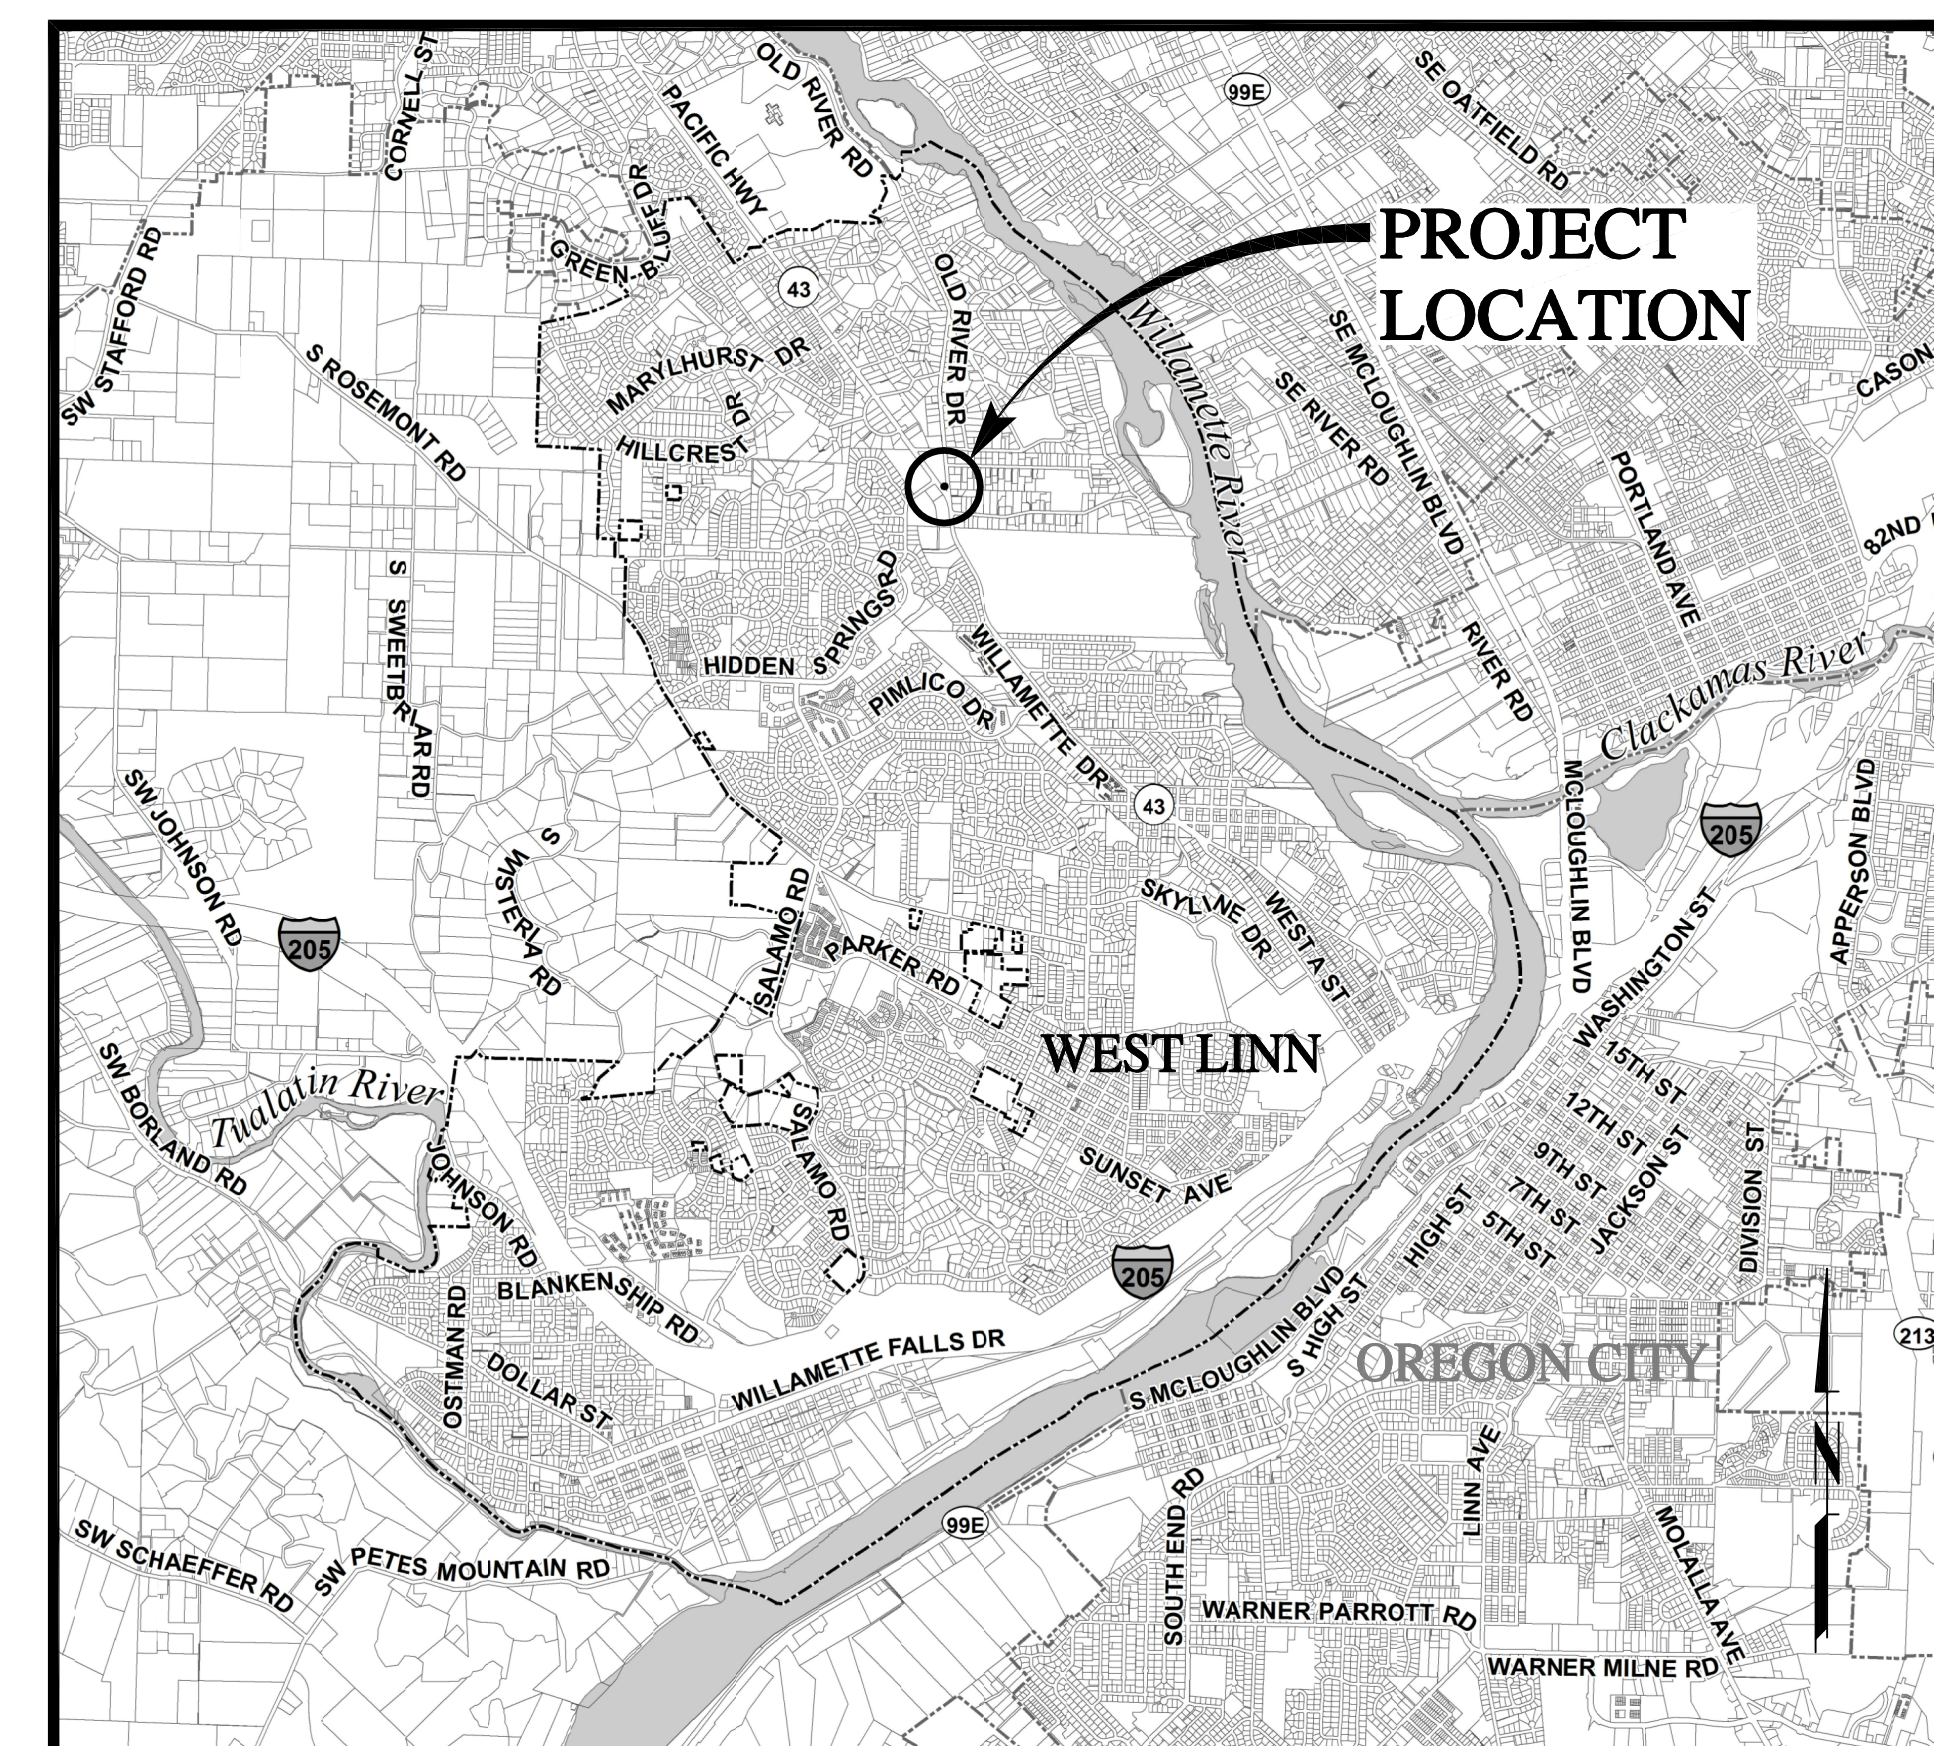 CORNELL ST
OLD RIVER RD
PACIFIC HWY
99E
SE OATFIELD RD
PROJECT
LOCATION
GREEN BLUFF DR
SW STAFFORD RD
43
OLD RIVER DR
Willamette River
SE MCLOUGHLIN BLVD
CASON
S ROSEMONT RD
MARYLHURST DR
HILLCREST DR
SE RIVER RD
PORTLAND AVE
82ND
S SWEETBRIAR RD
HIDDEN SPRINGS RD
PIMLICO DR
WILLAMETTE DR
RIVER RD
Clackamas River
43
MCLOUGHLIN BLVD
205
APPERSON BLVD
SW JOHNSON RD
S WISTERIA RD
205
ISALAMO RD
PARKER RD
SKYLINE DR
WEST A ST
WASHINGTON ST
WEST LINN
SW BORLAND RD
Tualatin River
15TH ST
12TH ST
9TH ST
7TH ST
5TH ST
JACKSON ST
DIVISION ST
HIGH ST
JOHNSON RD
SALAMO RD
SUNSET AVE
205
BLANKENSHIP RD
OSTMAN RD
DOLLAR ST
WILLAMETTE FALLS DR
S MCLOUGHLIN BLVD
S HIGH ST
OREGON CITY
213
N
LINN AVE
SOUTH END RD
99E
MOLALLA AVE
SW SCHAEFFER RD
SW PETES MOUNTAIN RD
WARNER PARROTT RD
WARNER MILNE RD